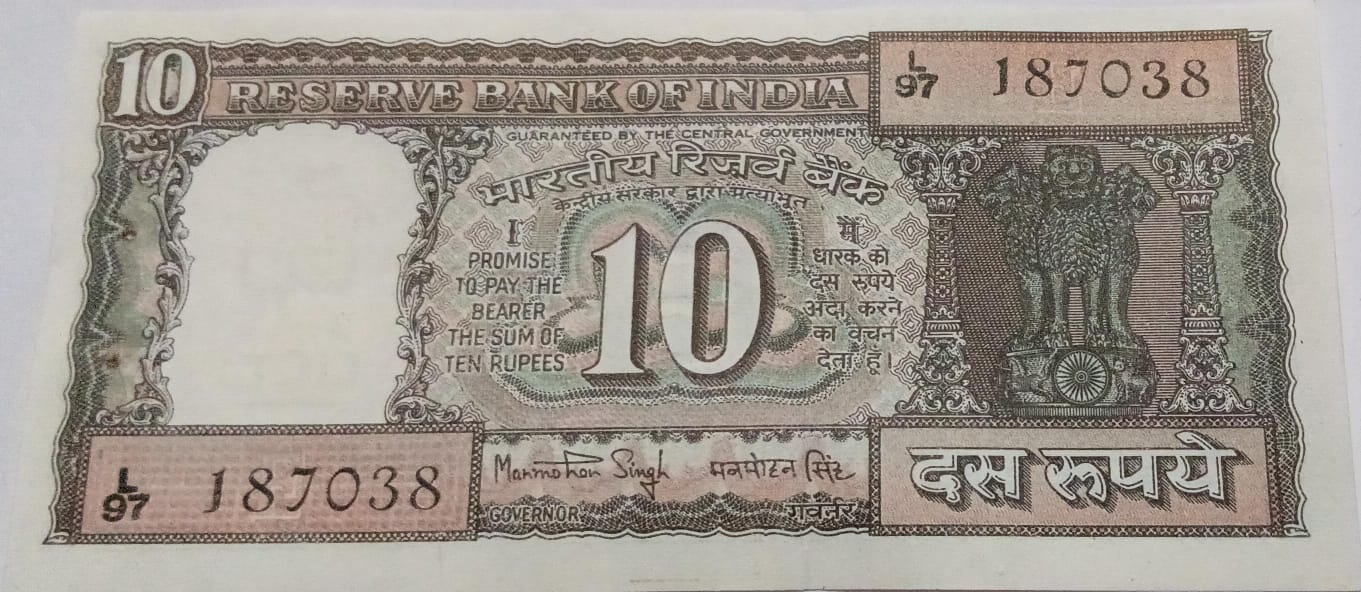 10
RESERVE BANK OF INDIA
L
97 187038
GUARANTEED BY THE CENTRAL GOVERNMENT
भारतीय रिज़र्व बैंक
केन्द्रीय सरकार द्वारा प्रत्याभूत
I
PROMISE
TO PAY THE
BEARER
THE SUM OF
TEN RUPEES
10
मैं
धारक को
दस रुपये
अदा करने
का वचन
देता हूँ।
L
97 187038
Manmohan Singh
मनमोहन सिंह
GOVERNOR
गवर्नर
दस रुपये